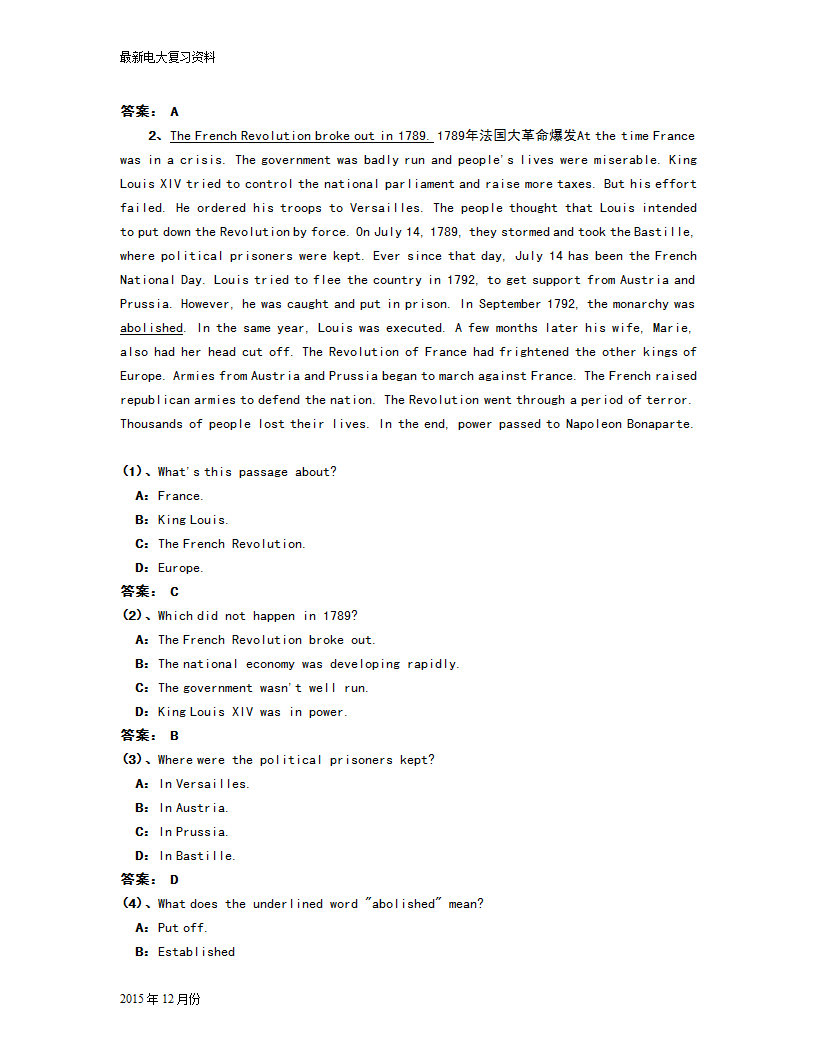 最新电大复习资料
答案： A
2、The French Revolution broke out in 1789. 1789年法国大革命爆发At the time France
was in a crisis. The government was badly run and people's lives were miserable. King
Louis XIV tried to control the national parliament and raise more taxes. But his effort
failed. He ordered his troops to Versailles. The people thought that Louis intended
to put down the Revolution by force. On July 14, 1789, they stormed and took the Bastille,
where political prisoners were kept. Ever since that day, July 14 has been the French
National Day. Louis tried to flee the country in 1792, to get support from Austria and
Prussia. However, he was caught and put in prison. In September 1792, the monarchy was
abolished. In the same year, Louis was executed. A few months later his wife, Marie,
also had her head cut off. The Revolution of France had frightened the other kings of
Europe. Armies from Austria and Prussia began to march against France. The French raised
republican armies to defend the nation. The Revolution went through a period of terror.
Thousands of people lost their lives. In the end, power passed to Napoleon Bonaparte.
(1)、What's this passage about?
A：France.
B：King Louis.
C：The French Revolution.
D：Europe.
答案： C
(2)、Which did not happen in 1789?
A：The French Revolution broke out.
B：The national economy was developing rapidly.
C：The government wasn't well run.
D：King Louis XIV was in power.
答案： B
(3)、Where were the political prisoners kept?
A：In Versailles.
B：In Austria.
C：In Prussia.
D：In Bastille.
答案： D
(4)、What does the underlined word "abolished" mean?
A：Put off.
B：Established
2015 年 12 月份